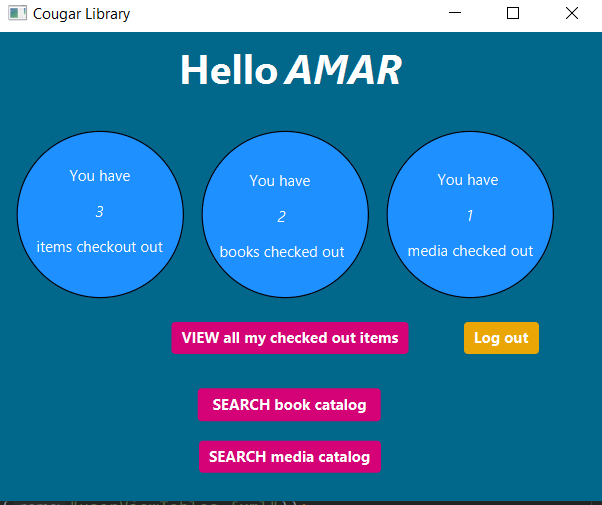 Cougar Library
Hello AMAR
You have
3
items checkout out
You have
2
books checked out
You have
1
media checked out
VIEW all my checked out items
Log out
SEARCH book catalog
SEARCH media catalog